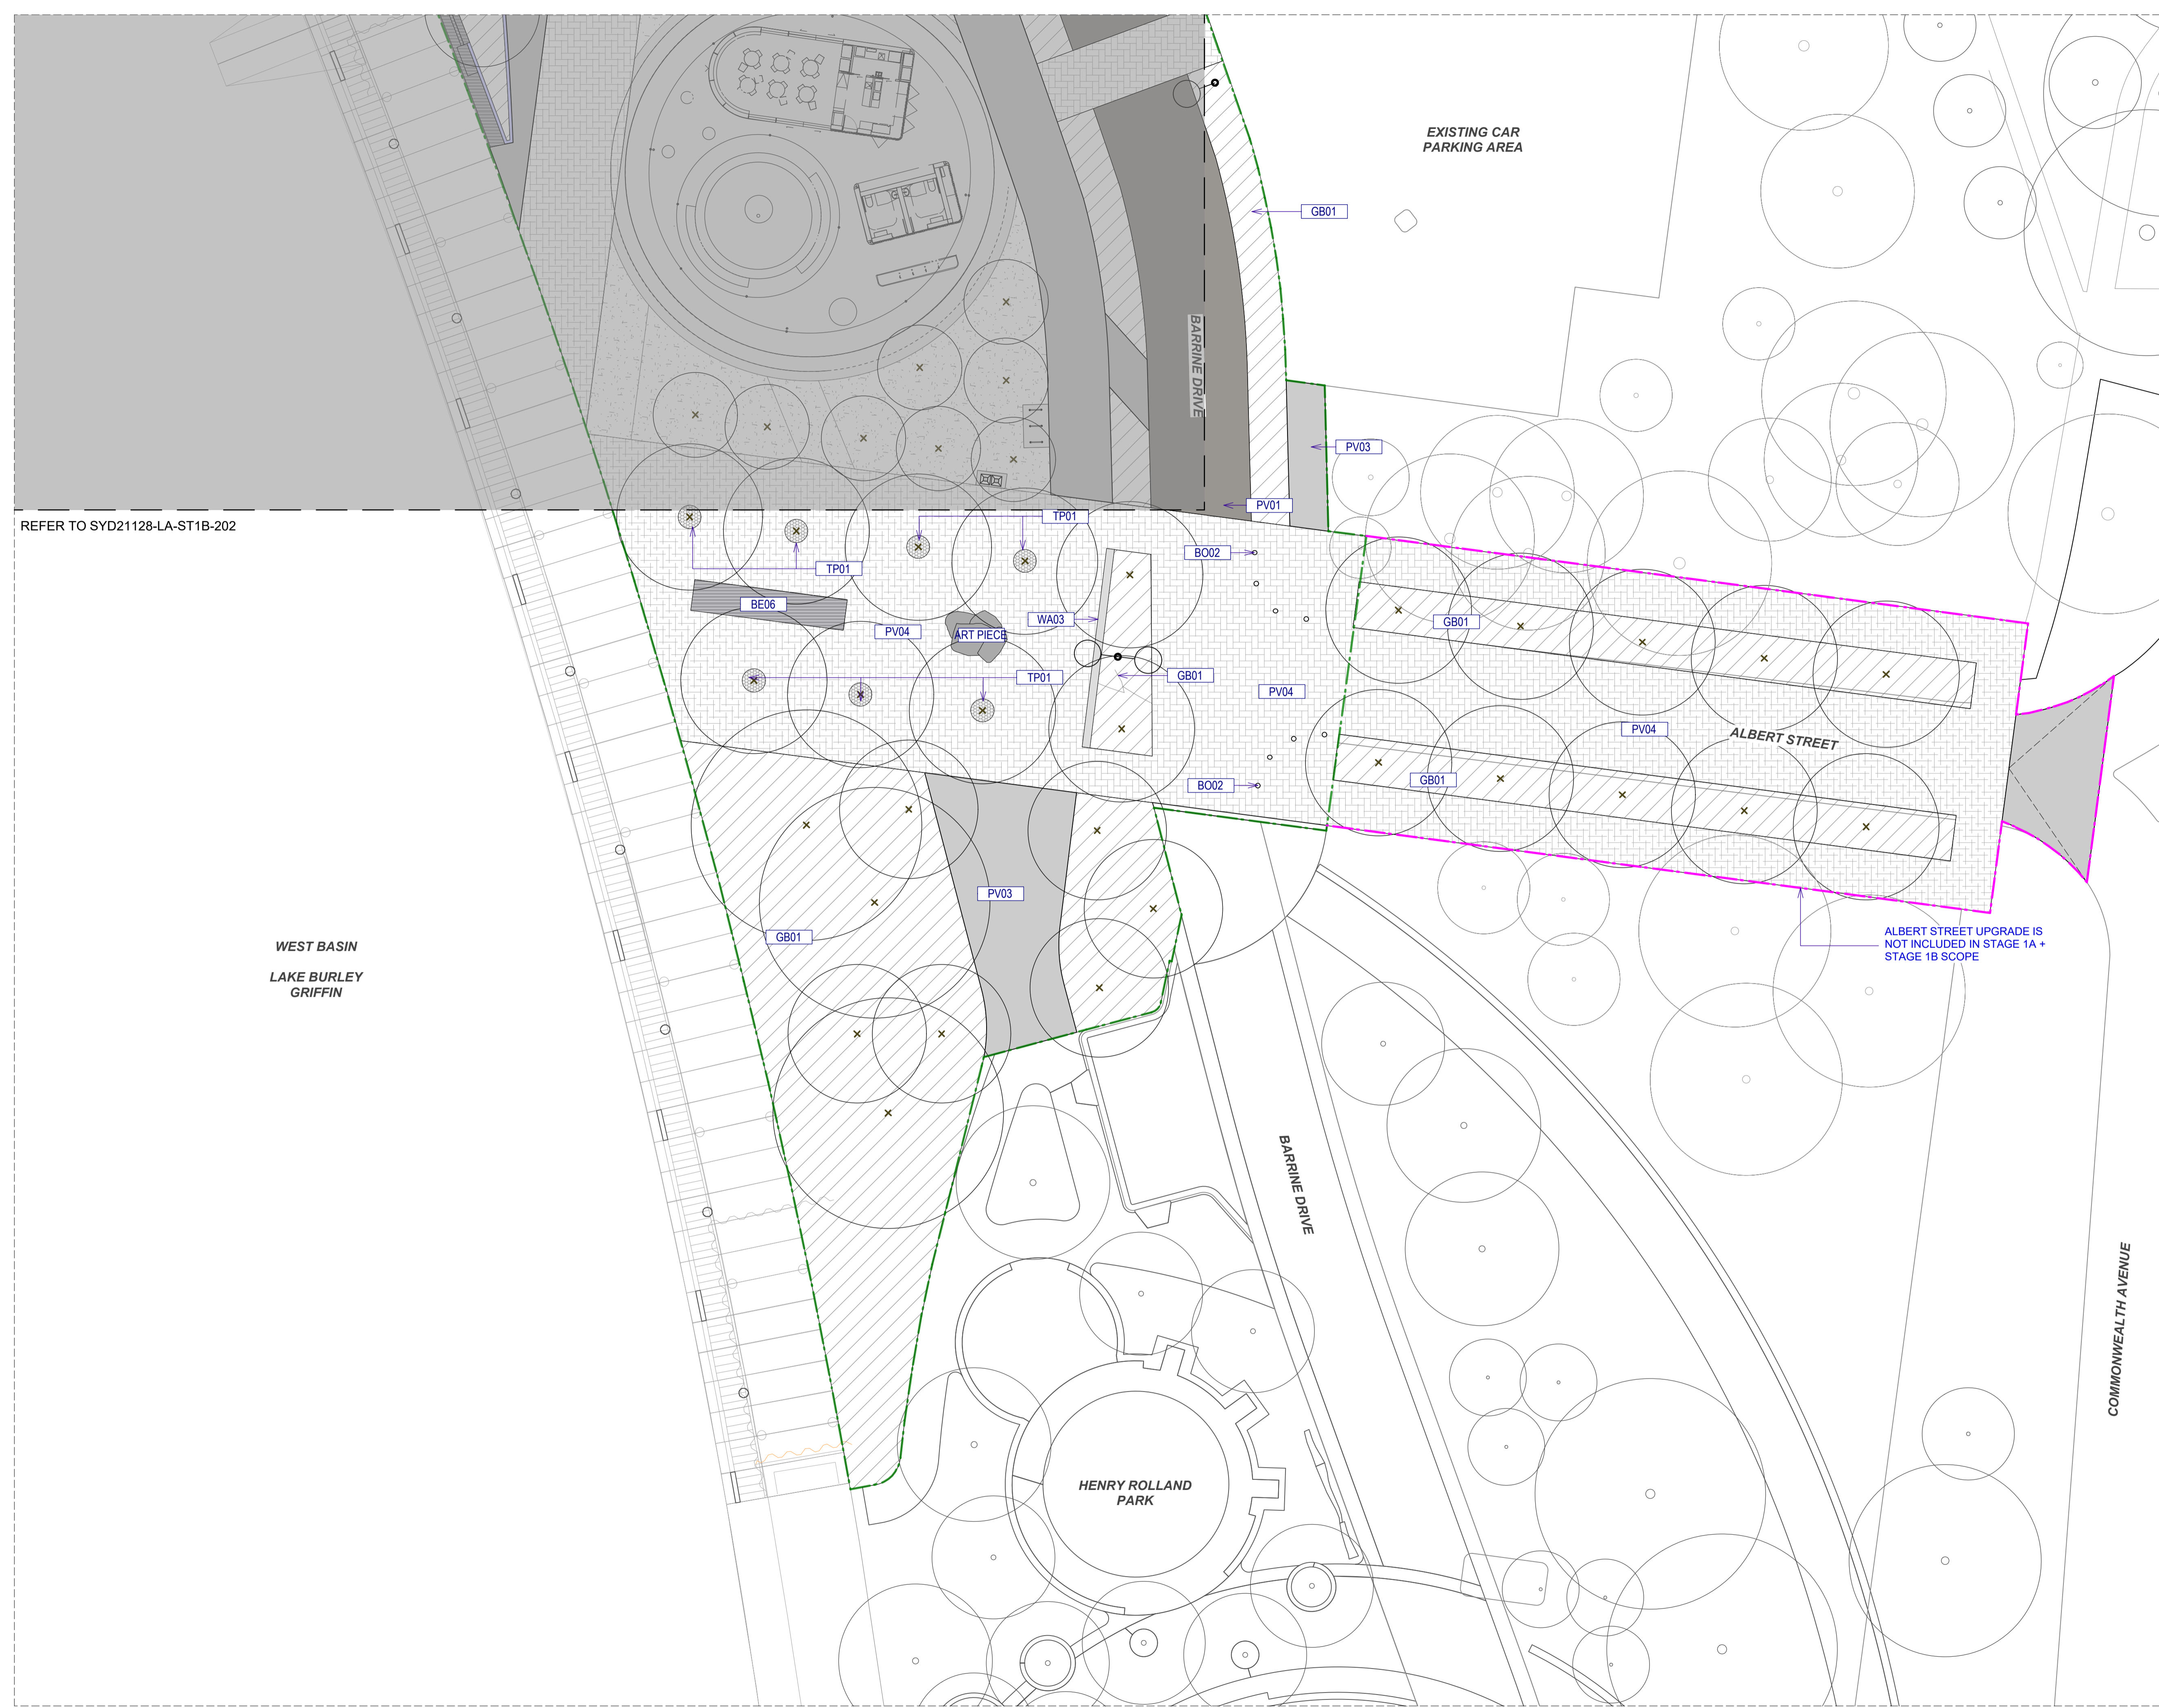 EXISTING CAR
PARKING AREA
GB01
BARRINE DRIVE
PV03
PV01
REFER TO SYD21128-LA-ST1B-202
TP01
BO02
TP01
BE06
WA03
GB01
PV04
ART PIECE
TP01
GB01
PV04
PV04
ALBERT STREET
GB01
BO02
PV03
GB01
ALBERT STREET UPGRADE IS
NOT INCLUDED IN STAGE 1A +
STAGE 1B SCOPE
WEST BASIN
LAKE BURLEY
GRIFFIN
BARRINE DRIVE
COMMONWEALTH AVENUE
HENRY ROLLAND
PARK